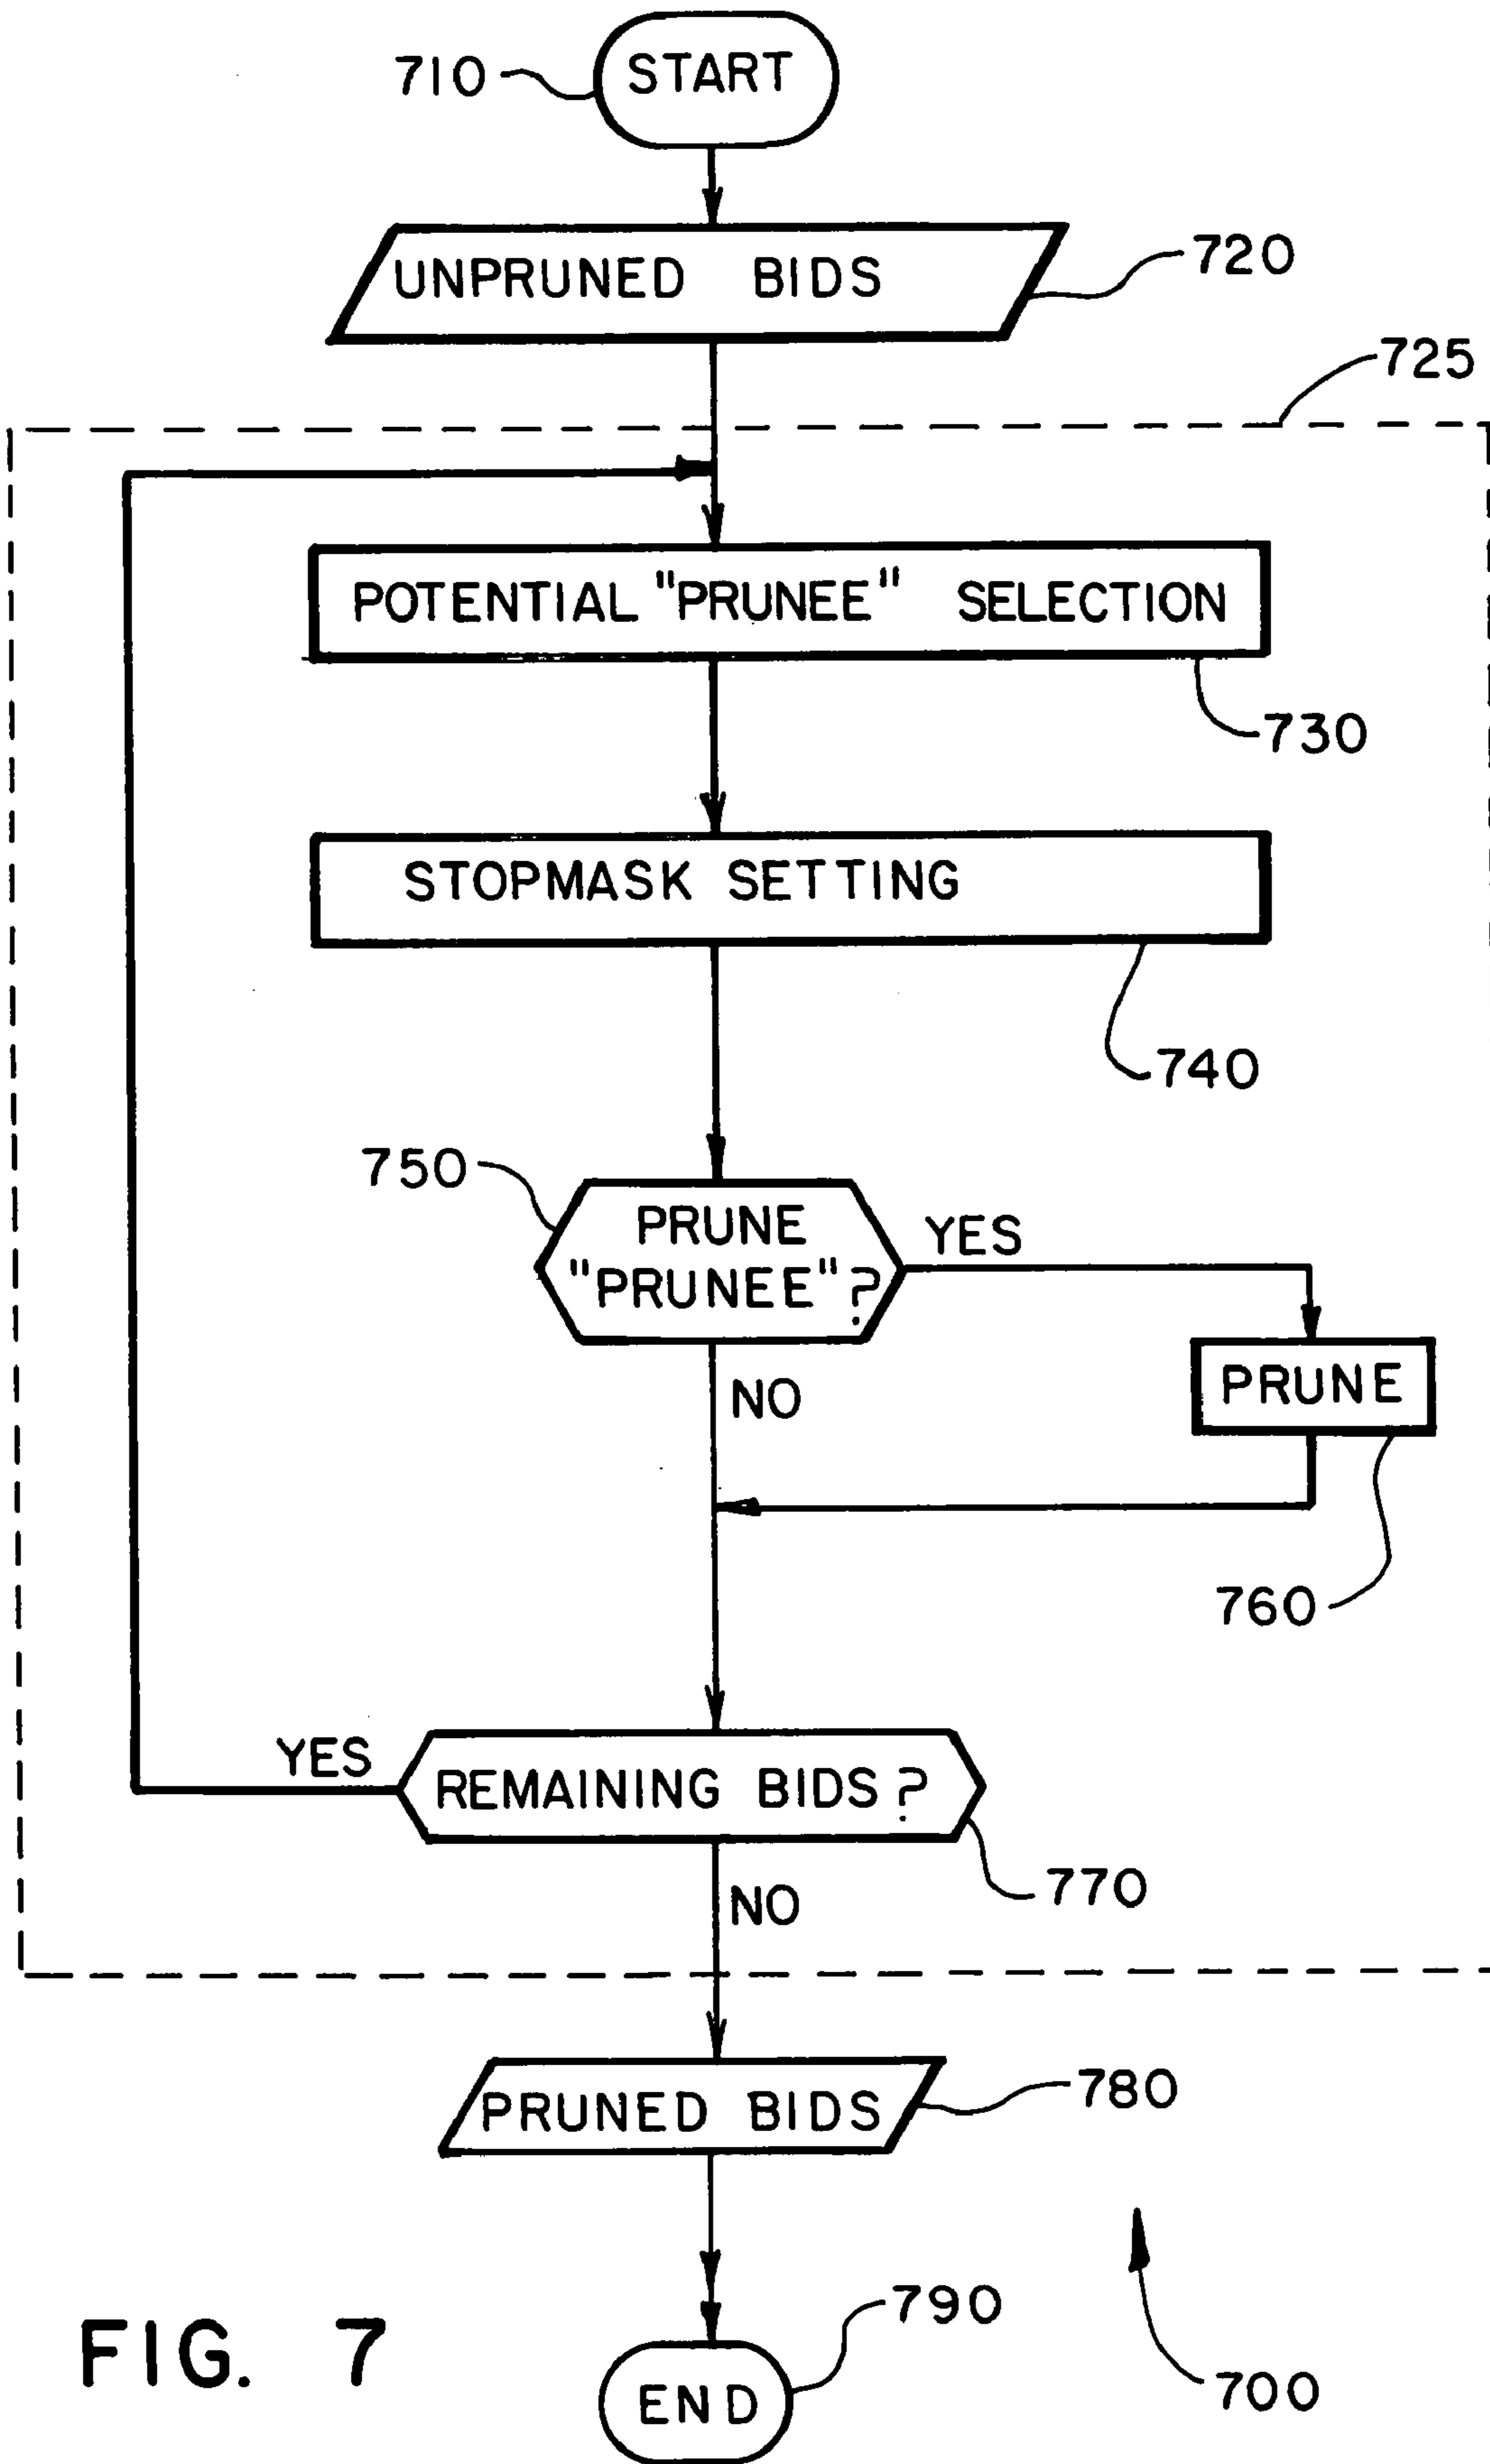 710
START
UNPRUNED BIDS
720
725
POTENTIAL "PRUNEE" SELECTION
730
STOPMASK SETTING
740
750
PRUNE
"PRUNEE"?
YES
NO
PRUNE
760
YES
REMAINING BIDS?
770
NO
PRUNED BIDS
780
790
END
700
FIG. 7